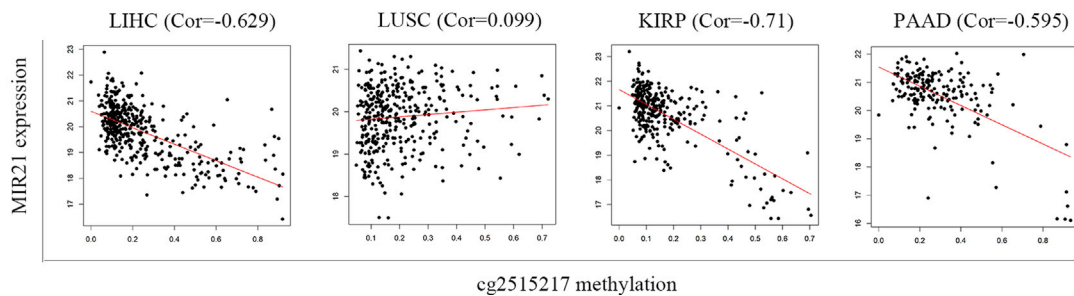 LIHC (Cor=-0.629) LUSC (Cor=0.099) KIRP (Cor=-0.71) PAAD (Cor=-0.595)
MIR21 expression
23 22 21 20 19 18 17
0.0 0.2 0.4 0.6 0.8
21 20 19 18
0.1 0.2 0.3 0.4 0.5 0.6 0.7
23 22 21 20 19 18 17
0.0 0.1 0.2 0.3 0.4 0.5 0.6 0.7
22 21 20 19 18 17 16
0.0 0.2 0.4 0.6 0.8
cg2515217 methylation